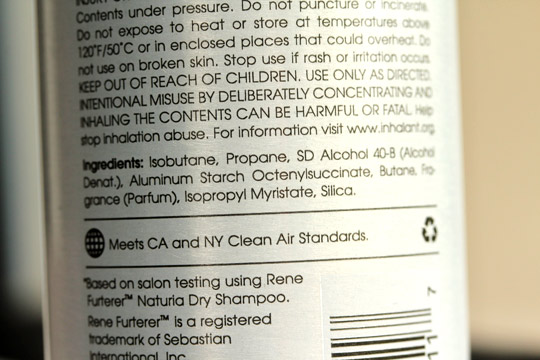 Contents under pressure. Do not puncture or incinerate.
Do not expose to heat or store at temperatures above
120°F/50°C or in enclosed places that could overheat. Do
not use on broken skin. Stop use if rash or irritation occurs.
KEEP OUT OF REACH OF CHILDREN. USE ONLY AS DIRECTED.
INTENTIONAL MISUSE BY DELIBERATELY CONCENTRATING AND
INHALING THE CONTENTS CAN BE HARMFUL OR FATAL. Help
stop inhalation abuse. For information visit www.inhalant.org.
Ingredients: Isobutane, Propane, SD Alcohol 40-B (Alcohol
Denat.), Aluminum Starch Octenylsuccinate, Butane, Fra-
grance (Parfum), Isopropyl Myristate, Silica.
Meets CA and NY Clean Air Standards.
*Based on salon testing using Rene
Furterer™ Naturia Dry Shampoo.
Rene Furterer™ is a registered
trademark of Sebastian
International, Inc.
7
11